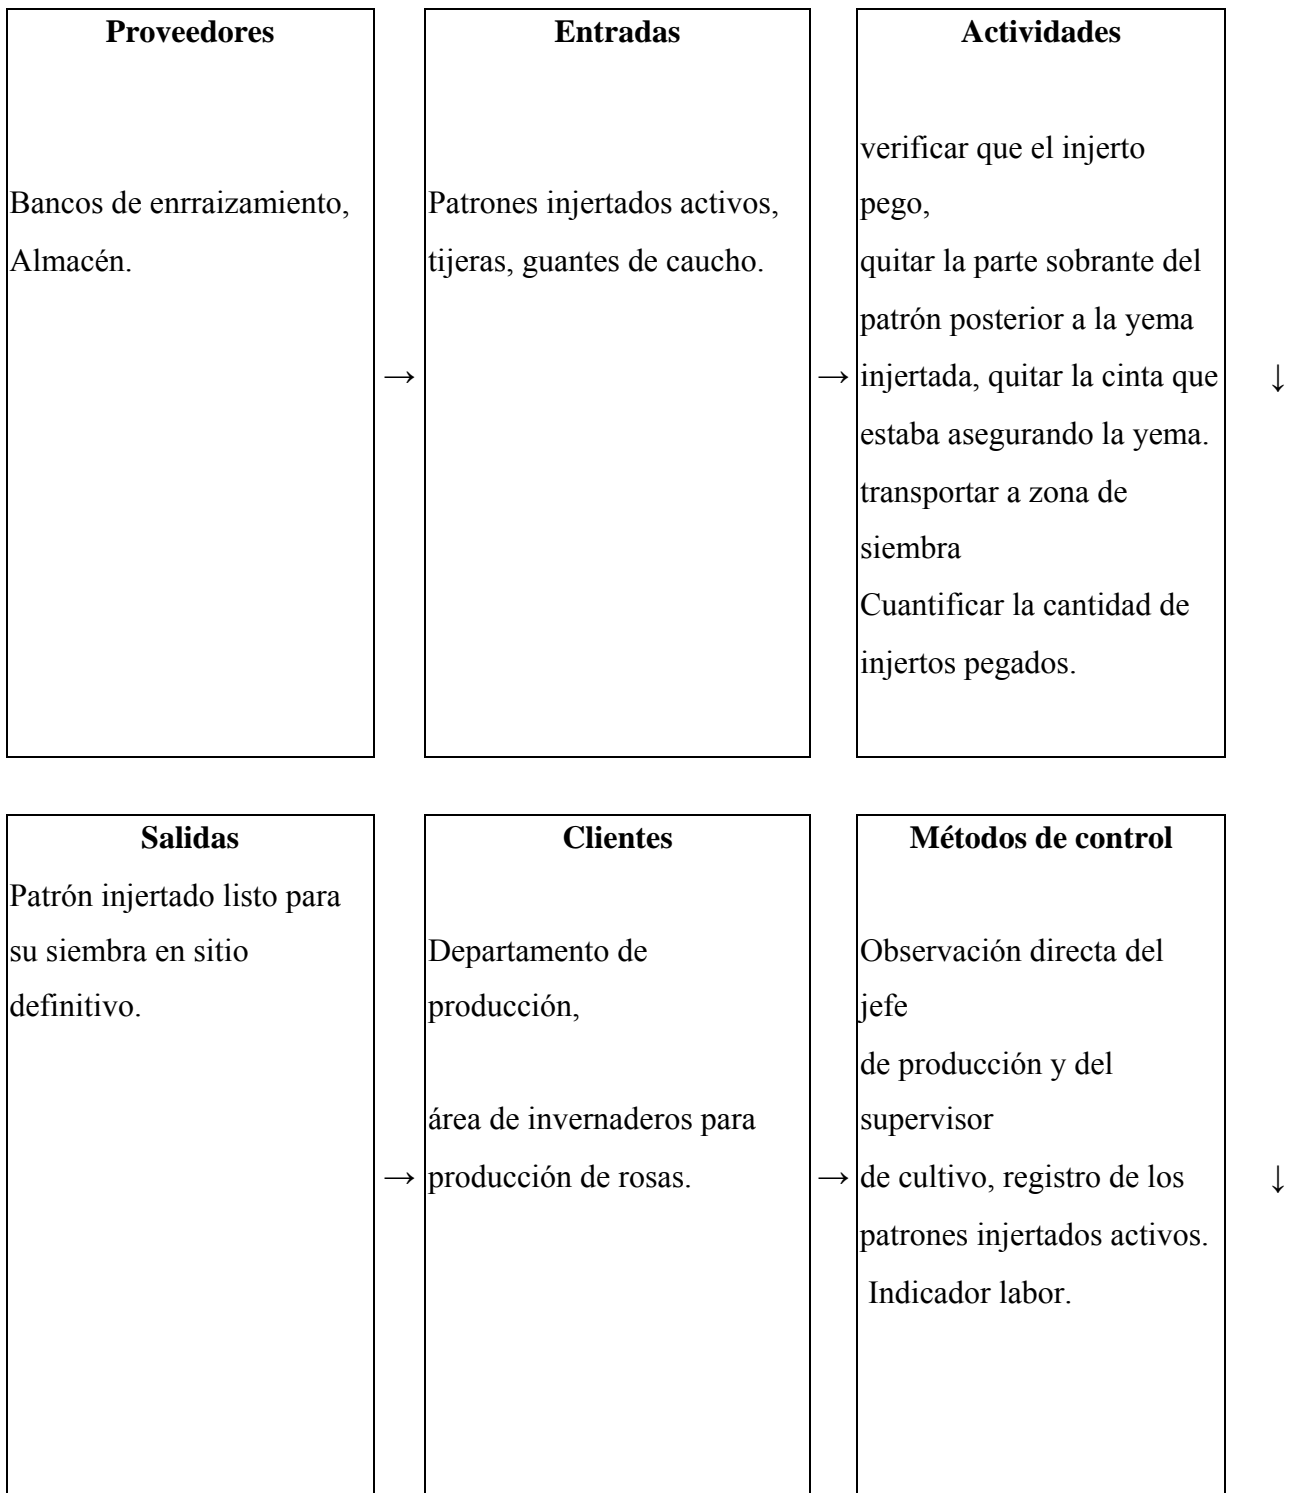 Proveedores
Bancos de enrraizamiento,
Almacén.
→
Entradas
Patrones injertados activos,
tijeras, guantes de caucho.
→
Actividades
verificar que el injerto
pego,
quitar la parte sobrante del
patrón posterior a la yema
injertada, quitar la cinta que
estaba asegurando la yema.
transportar a zona de
siembra
Cuantificar la cantidad de
injertos pegados.
↓
Salidas
Patrón injertado listo para
su siembra en sitio
definitivo.
→
Clientes
Departamento de
producción,
área de invernaderos para
producción de rosas.
→
Métodos de control
Observación directa del
jefe
de producción y del
supervisor
de cultivo, registro de los
patrones injertados activos.
Indicador labor.
↓